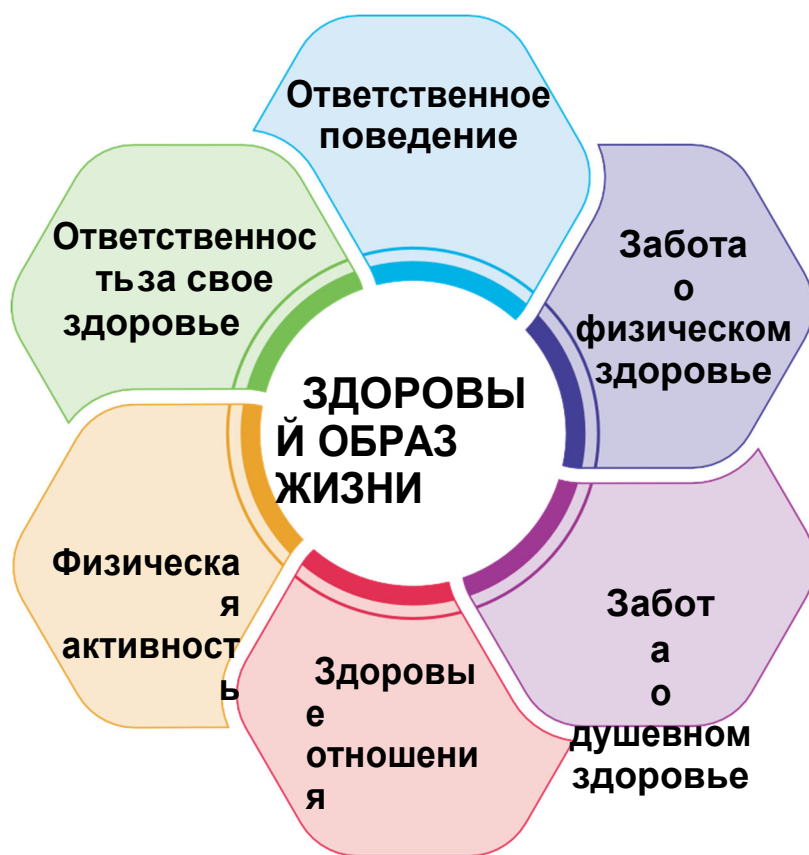 Ответственное
поведение
Забота
о
физическом
здоровье
Забот
а
о
душевном
здоровье
Здоровы
е
отношени
я
Физическа
я
активност
ь
Ответственнос
тьза свое
здоровье
ЗДОРОВЫ
Й ОБРАЗ
ЖИЗНИ